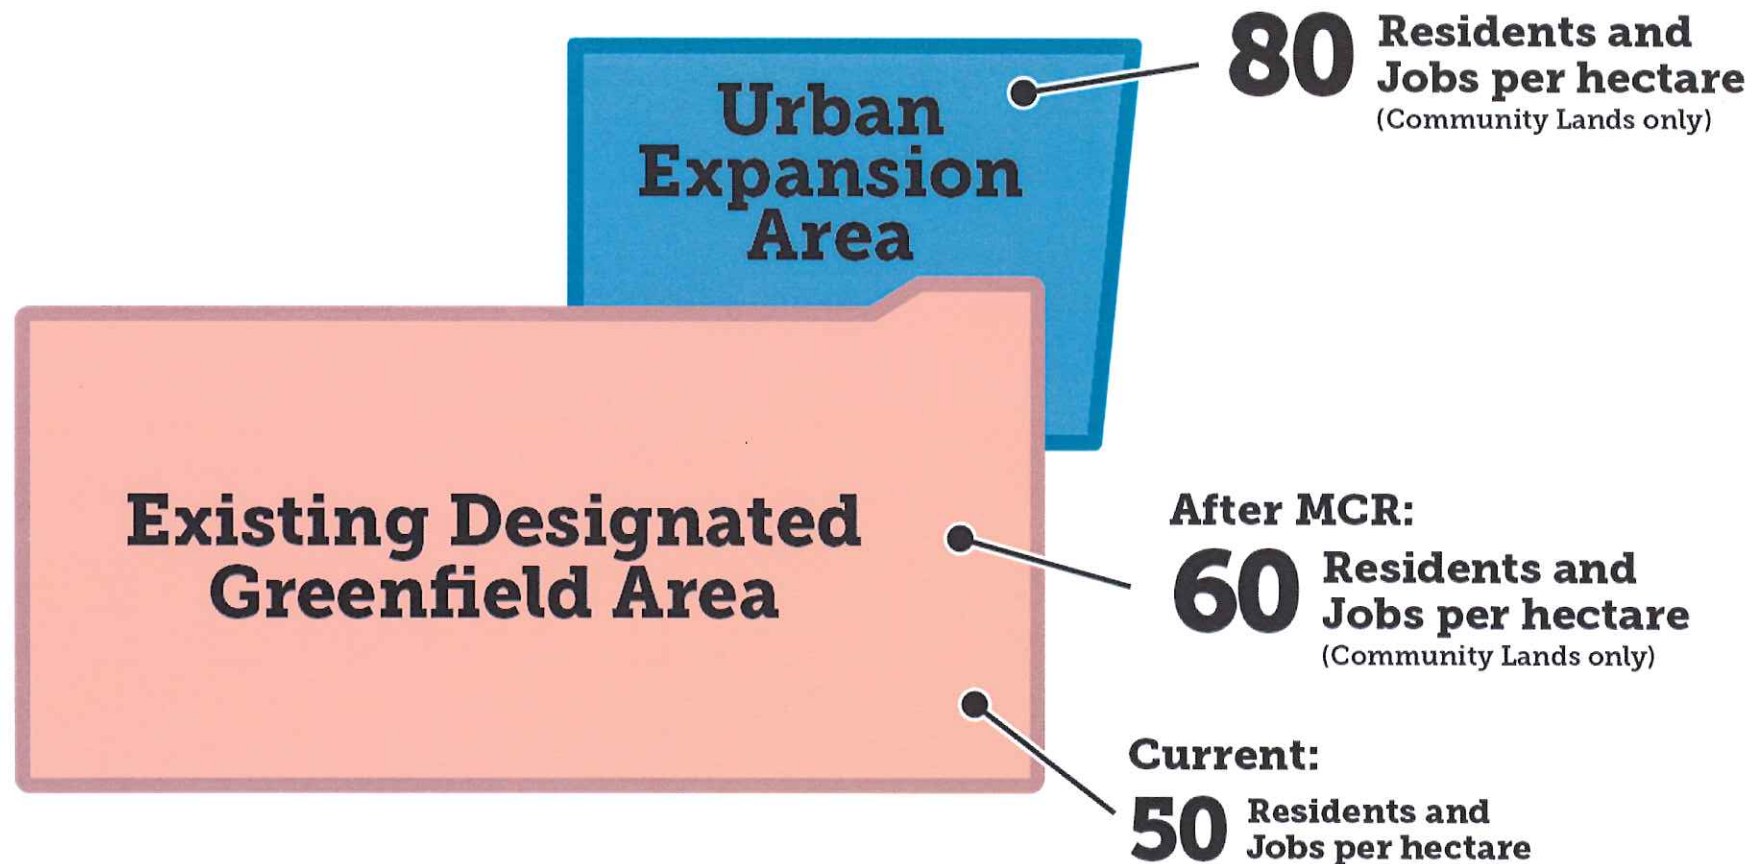 Urban
Expansion
Area
80 Residents and
Jobs per hectare
(Community Lands only)
Existing Designated
Greenfield Area
After MCR:
60 Residents and
Jobs per hectare
(Community Lands only)
Current:
50 Residents and
Jobs per hectare